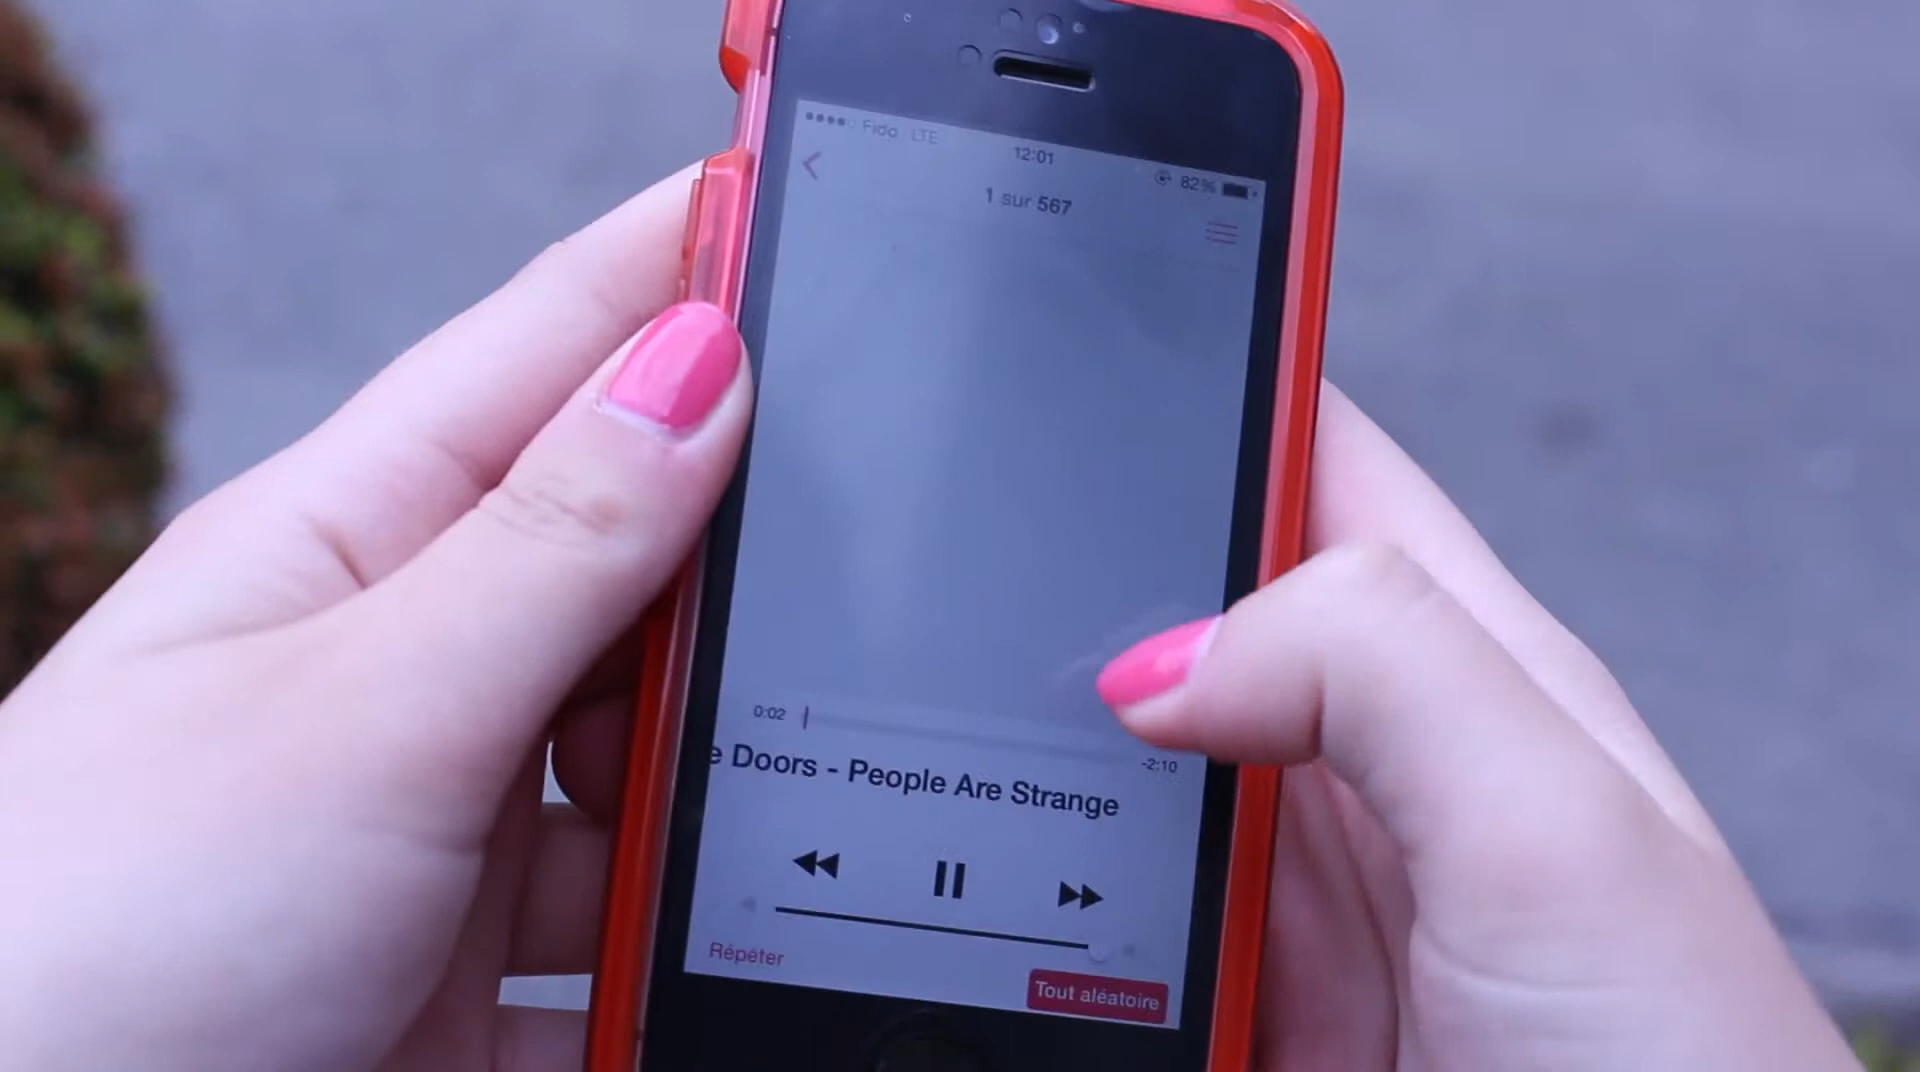 Fido LTE 12:01 82%
1 sur 567
0:02 -2:10
e Doors - People Are Strange
Répéter
Tout aléatoire